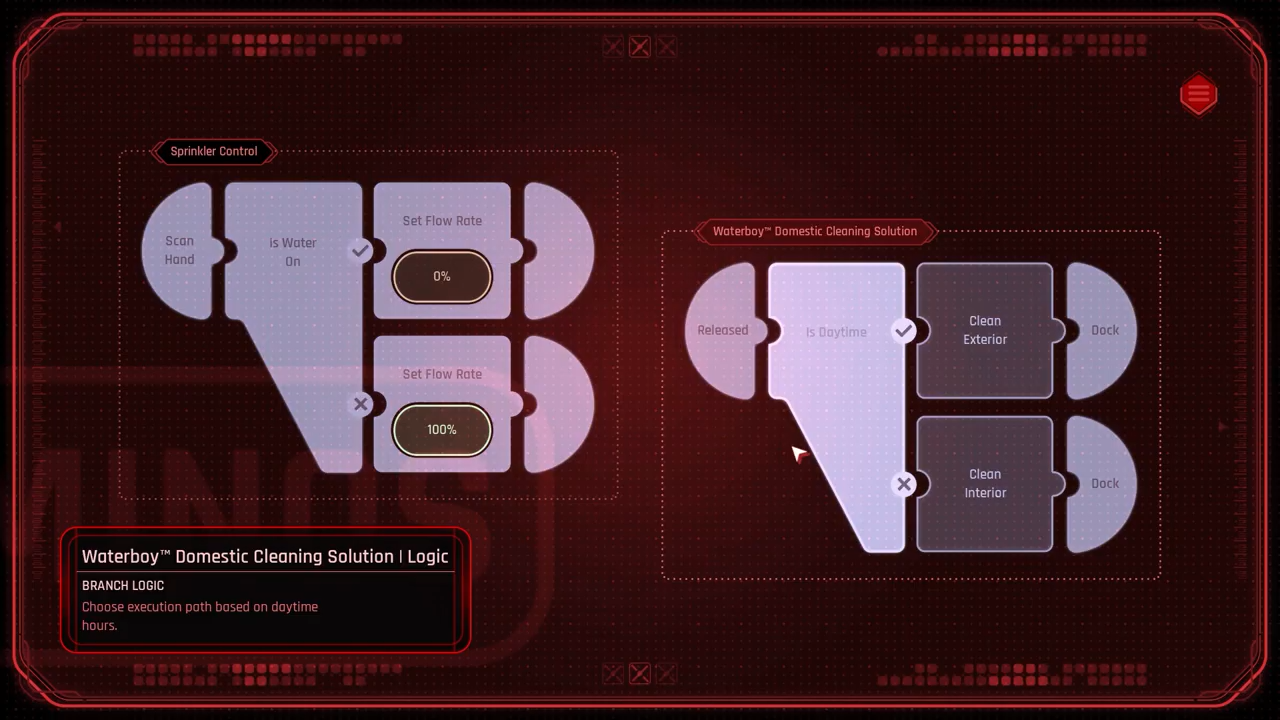 Sprinkler Control
Scan
Hand
is Water
On
Set Flow Rate
0%
Set Flow Rate
100%
Waterboy™ Domestic Cleaning Solution
Released
Is Daytime
Clean
Exterior
Dock
Clean
Interior
Dock
Waterboy™ Domestic Cleaning Solution | Logic
BRANCH LOGIC
Choose execution path based on daytime
hours.